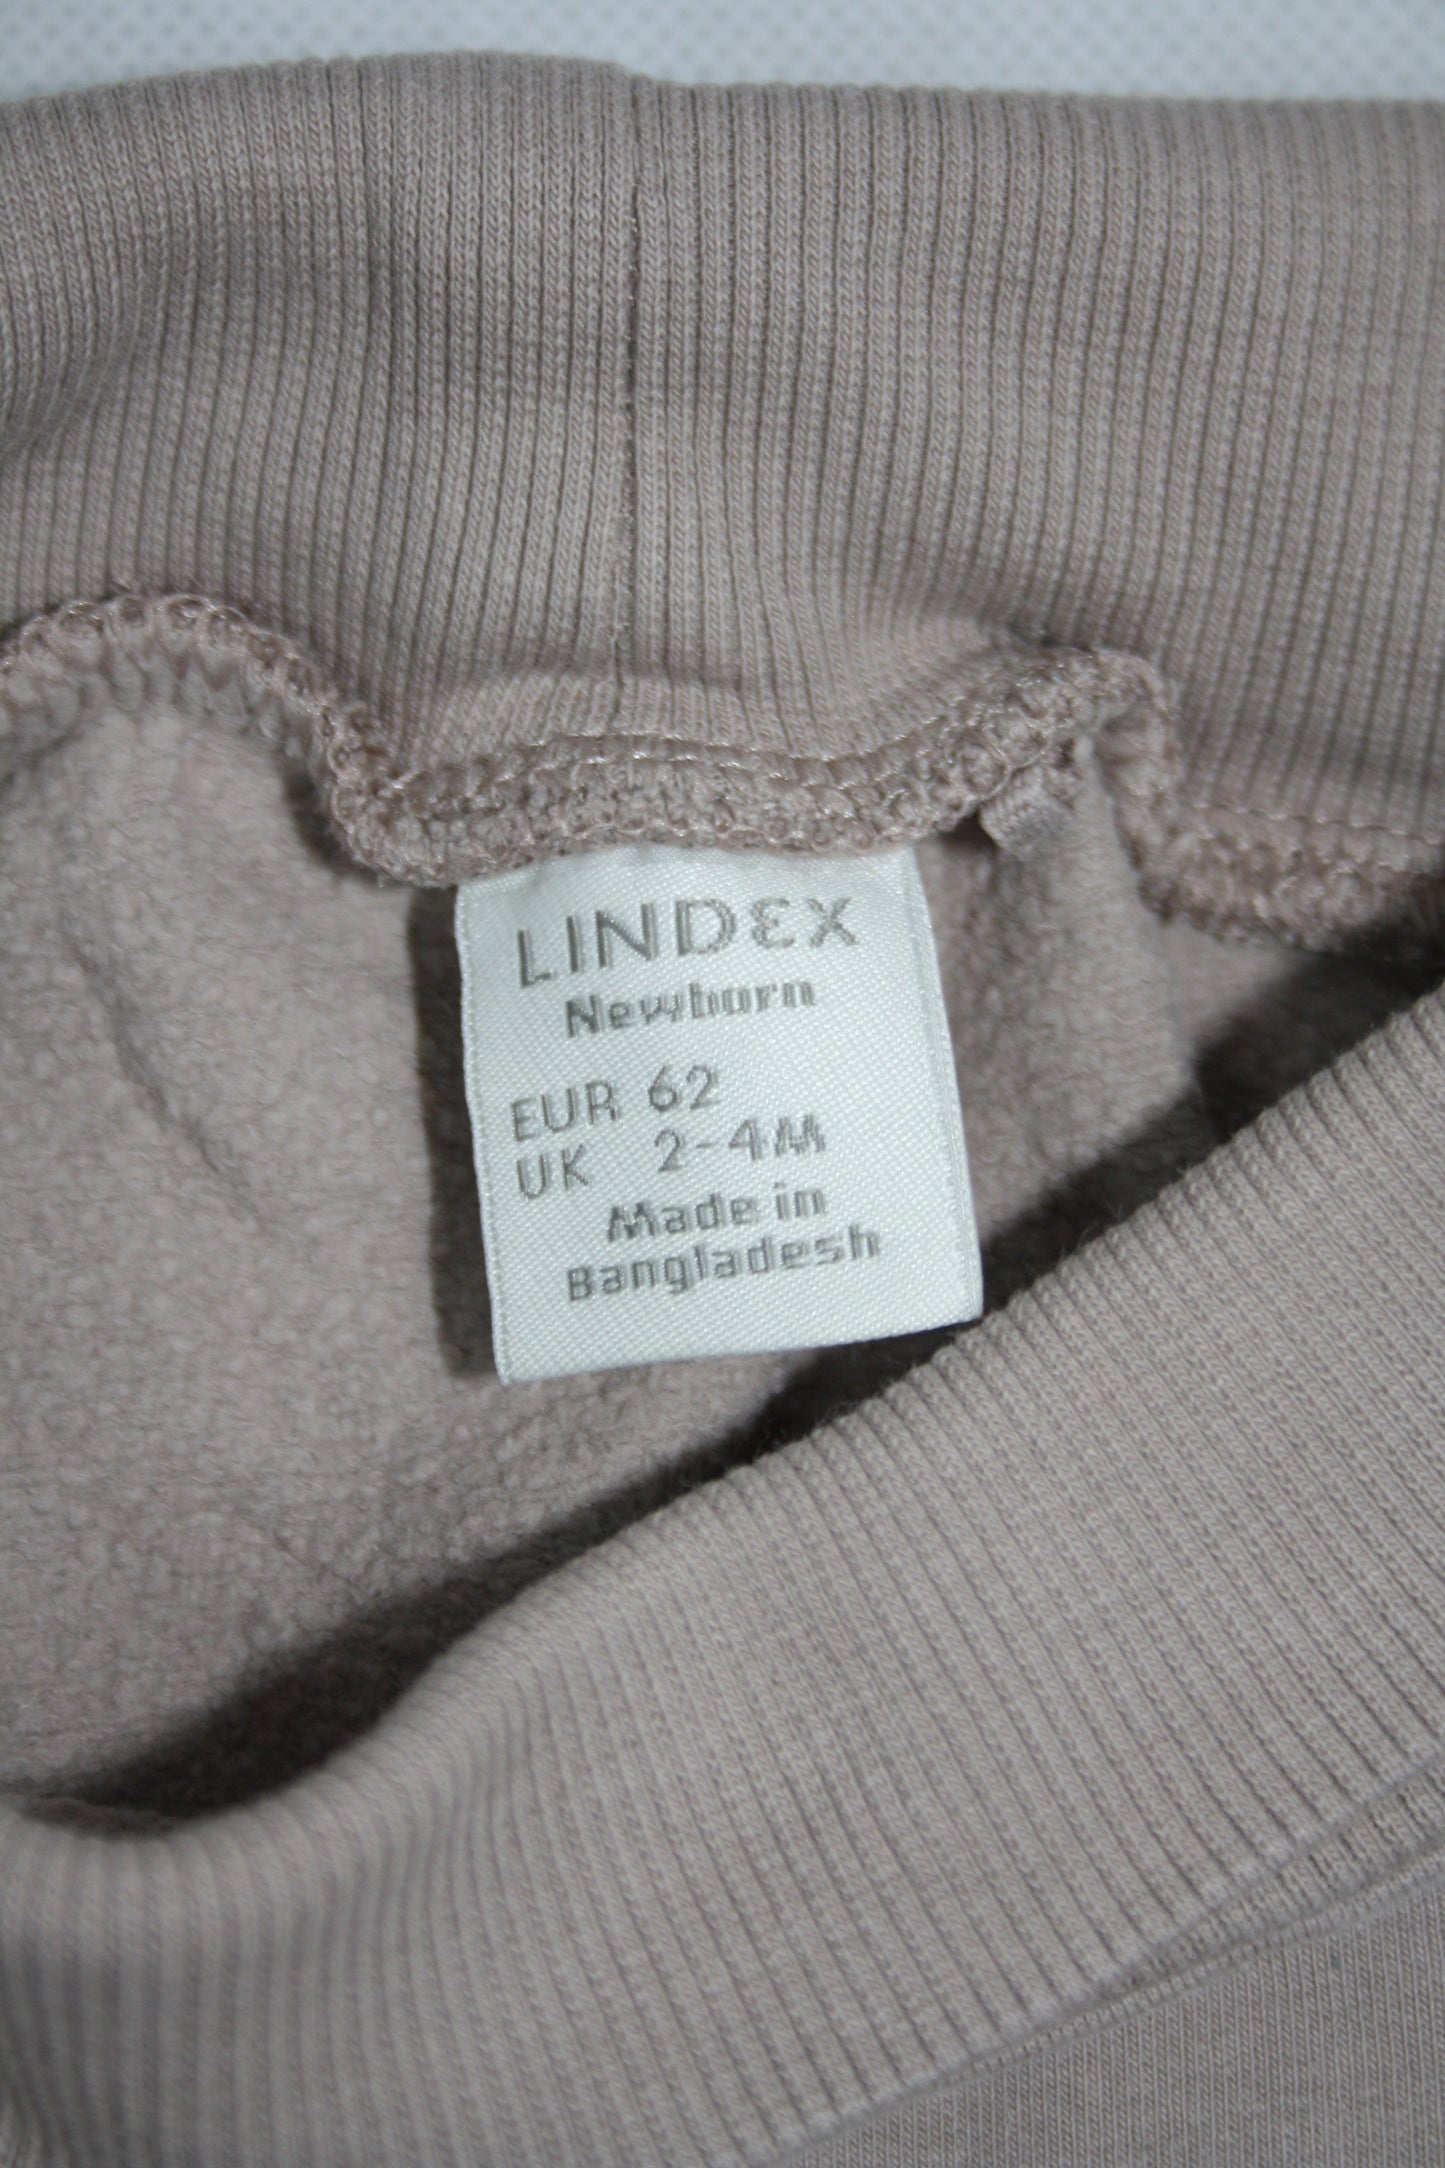 LINDEX
Newborn
EUR 62
UK 2-4M
Made in
Bangladesh